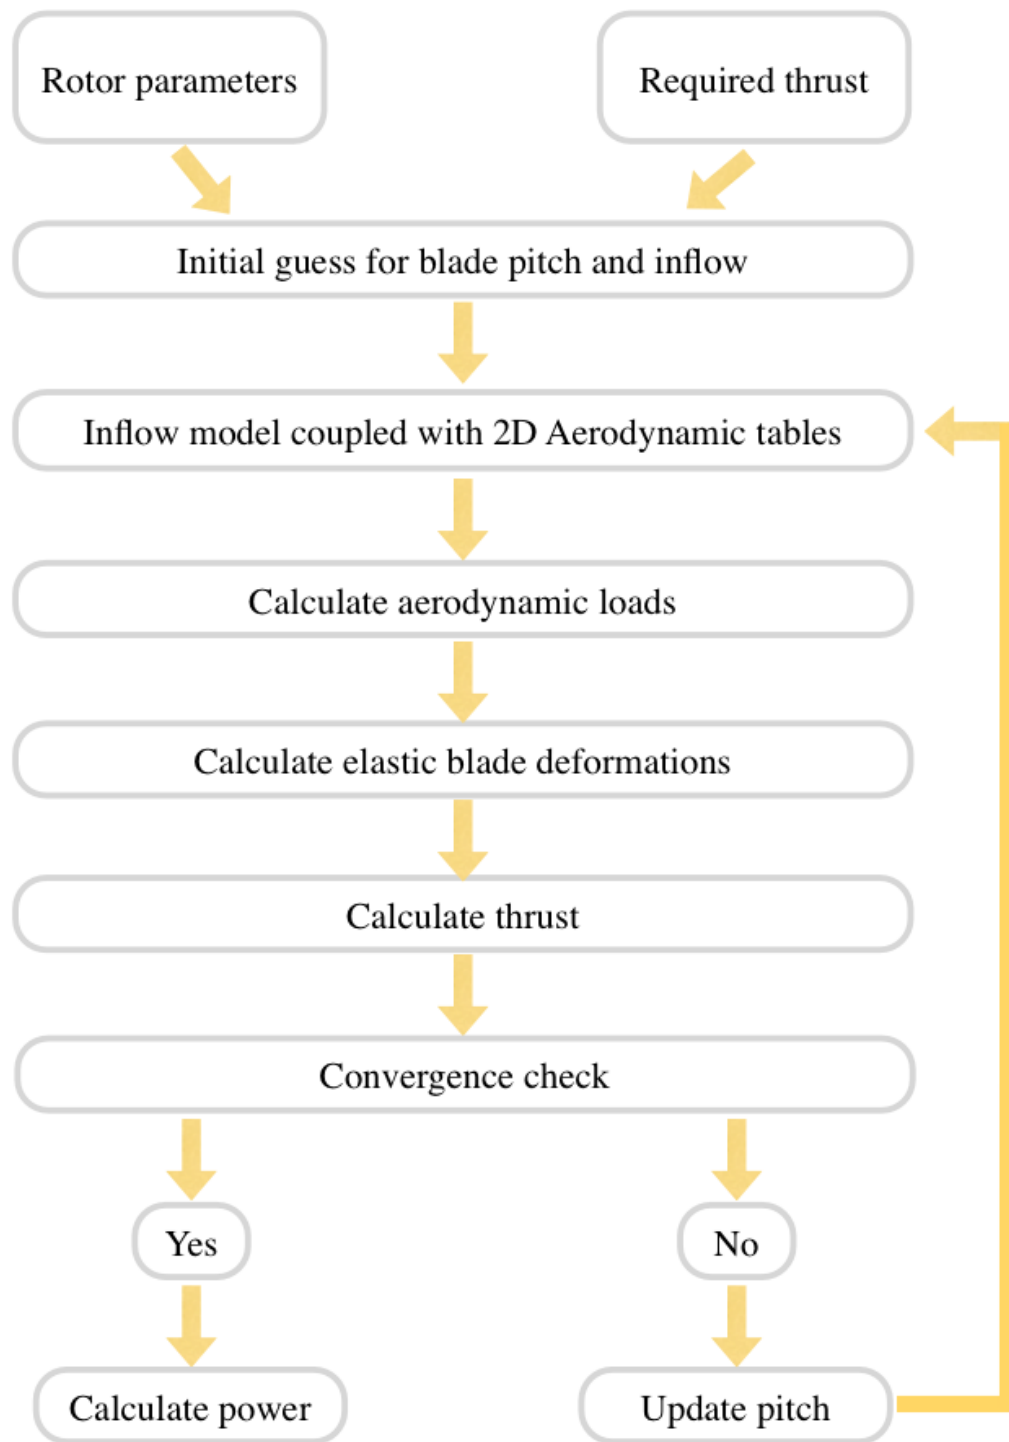 Rotor parameters
Required thrust
Initial guess for blade pitch and inflow
Inflow model coupled with 2D Aerodynamic tables
Calculate aerodynamic loads
Calculate elastic blade deformations
Calculate thrust
Convergence check
Yes
No
Calculate power
Update pitch